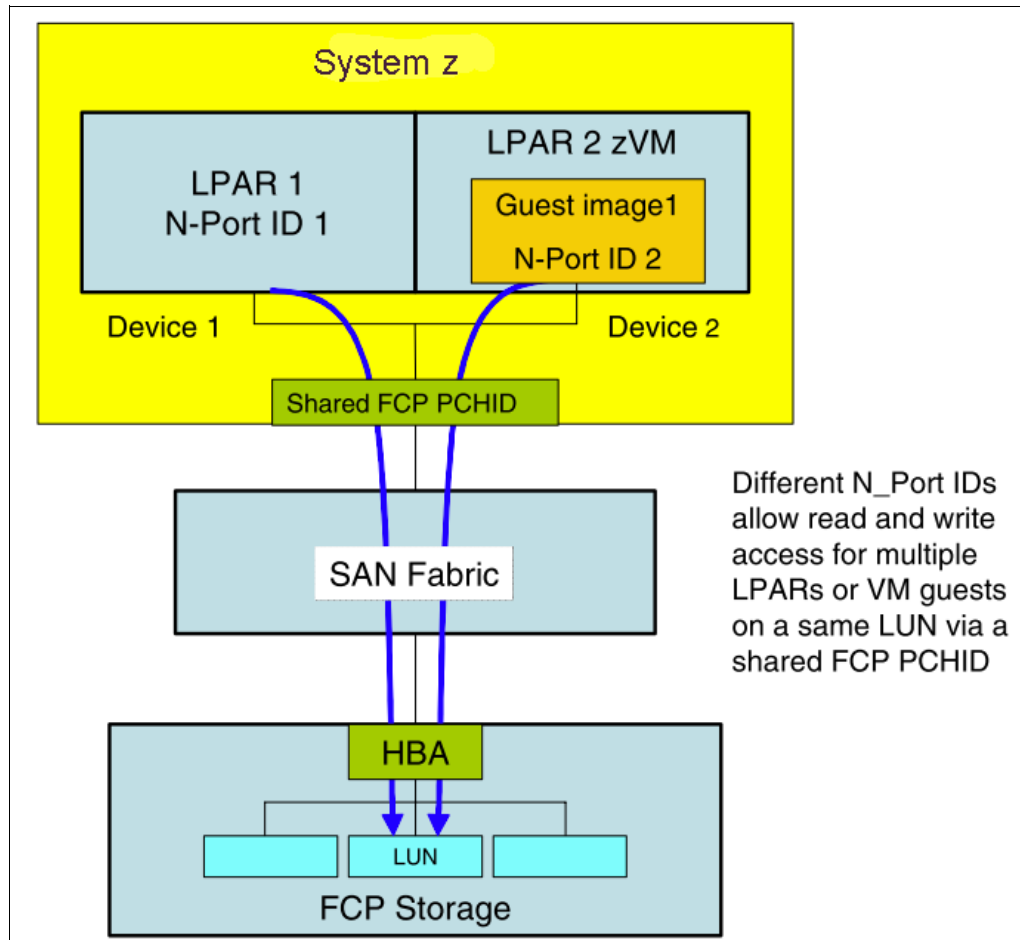 System z
LPAR 1
N-Port ID 1
LPAR 2 zVM
Guest image1
N-Port ID 2
Device 1
Device 2
Shared FCP PCHID
SAN Fabric
Different N_Port IDs
allow read and write
access for multiple
LPARs or VM guests
on a same LUN via a
shared FCP PCHID
HBA
LUN
FCP Storage